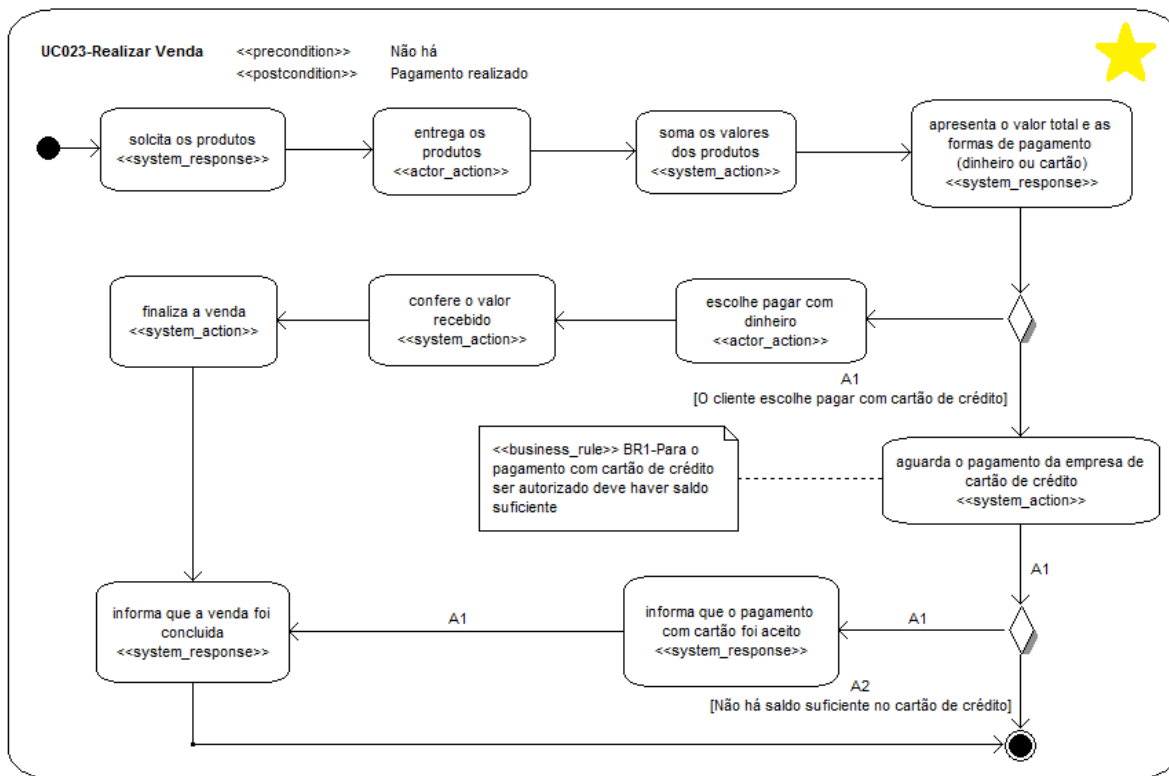 UC023-Realizar Venda <<precondition>> Não há
<<postcondition>> Pagamento realizado
solcita os produtos
<<system_response>>
entrega os
produtos
<<actor_action>>
soma os valores
dos produtos
<<system_action>>
apresenta o valor total e as
formas de pagamento
(dinheiro ou cartão)
<<system_response>>
finaliza a venda
<<system_action>>
confere o valor
recebido
<<system_action>>
escolhe pagar com
dinheiro
<<actor_action>>
A1
[O cliente escolhe pagar com cartão de crédito]
<<business_rule>> BR1-Para o
pagamento com cartão de crédito
ser autorizado deve haver saldo
suficiente
aguarda o pagamento da empresa de
cartão de crédito
<<system_action>>
A1
informa que a venda foi
concluida
<<system_response>>
A1
informa que o pagamento
com cartão foi aceito
<<system_response>>
A1
A2
[Não há saldo suficiente no cartão de crédito]